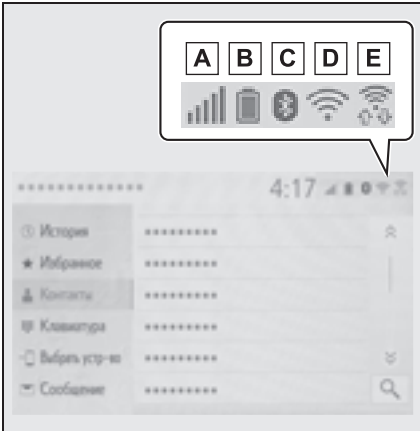 A B C D E
4:17
История
Избранное
Контакты
Клавиатура
Выбрать устр-во
Сообщение